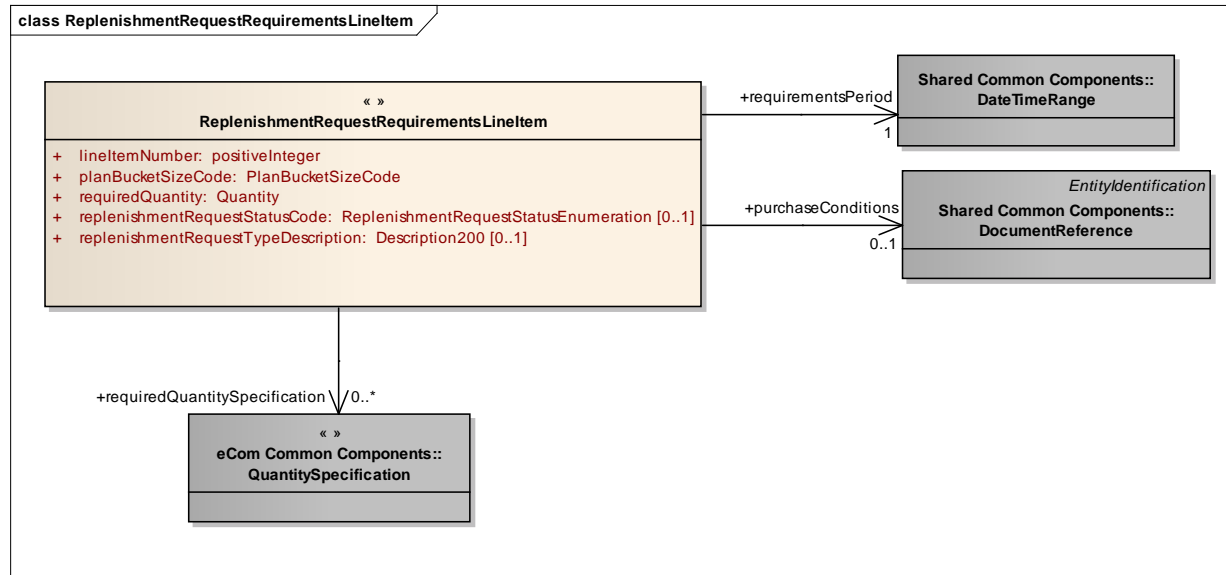 class ReplenishmentRequestRequirementsLineItem
« »
ReplenishmentRequestRequirementsLineItem
+ lineItemNumber: positiveInteger
+ planBucketSizeCode: PlanBucketSizeCode
+ requiredQuantity: Quantity
+ replenishmentRequestStatusCode: ReplenishmentRequestStatusEnumeration [0..1]
+ replenishmentRequestTypeDescription: Description200 [0..1]
+requirementsPeriod
1
Shared Common Components::
DateTimeRange
+purchaseConditions
0..1
EntityIdentification
Shared Common Components::
DocumentReference
+requiredQuantitySpecification 0..*
« »
eCom Common Components::
QuantitySpecification